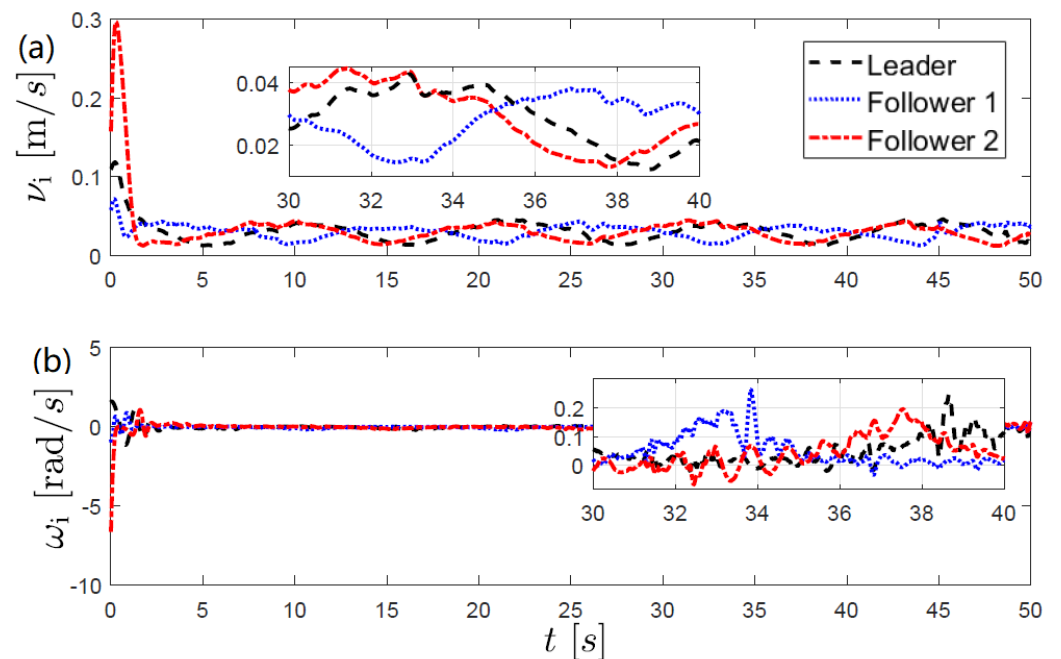 (a)
ν_i [m/s]
0.3
0.2
0.1
0
0.04
0.02
30 32 34 36 38 40
Leader
Follower 1
Follower 2
0 5 10 15 20 25 30 35 40 45 50
(b)
ω_i [rad/s]
5
0
-5
-10
0.2
0.1
0
30 32 34 36 38 40
0 5 10 15 20 25 30 35 40 45 50
t [s]